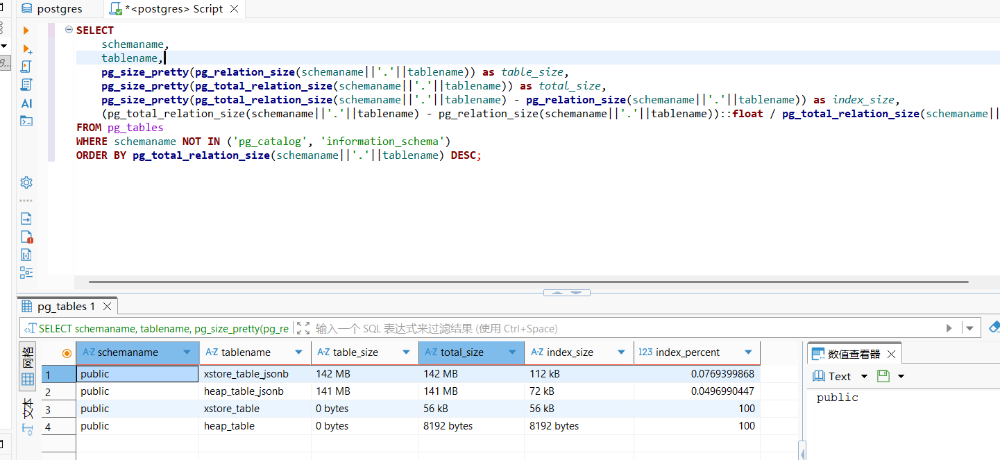 postgres
*<postgres> Script
SELECT
schemaname,
tablename,
pg_size_pretty(pg_relation_size(schemaname||'.'||tablename)) as table_size,
pg_size_pretty(pg_total_relation_size(schemaname||'.'||tablename)) as total_size,
pg_size_pretty(pg_total_relation_size(schemaname||'.'||tablename) - pg_relation_size(schemaname||'.'||tablename)) as index_size,
(pg_total_relation_size(schemaname||'.'||tablename) - pg_relation_size(schemaname||'.'||tablename))::float / pg_total_relation_size(schemaname||
FROM pg_tables
WHERE schemaname NOT IN ('pg_catalog', 'information_schema')
ORDER BY pg_total_relation_size(schemaname||'.'||tablename) DESC;
AI
pg_tables 1
SELECT schemaname, tablename, pg_size_pretty(pg_re 输入一个 SQL 表达式来过滤结果 (使用 Ctrl+Space)
网格
文本
A-Z schemaname A-Z tablename A-Z table_size A-Z total_size A-Z index_size 123 index_percent
1 public xstore_table_jsonb 142 MB 142 MB 112 kB 0.0769399868
2 public heap_table_jsonb 141 MB 141 MB 72 kB 0.0496990447
3 public xstore_table 0 bytes 56 kB 56 kB 100
4 public heap_table 0 bytes 8192 bytes 8192 bytes 100
数值查看器
Text
public